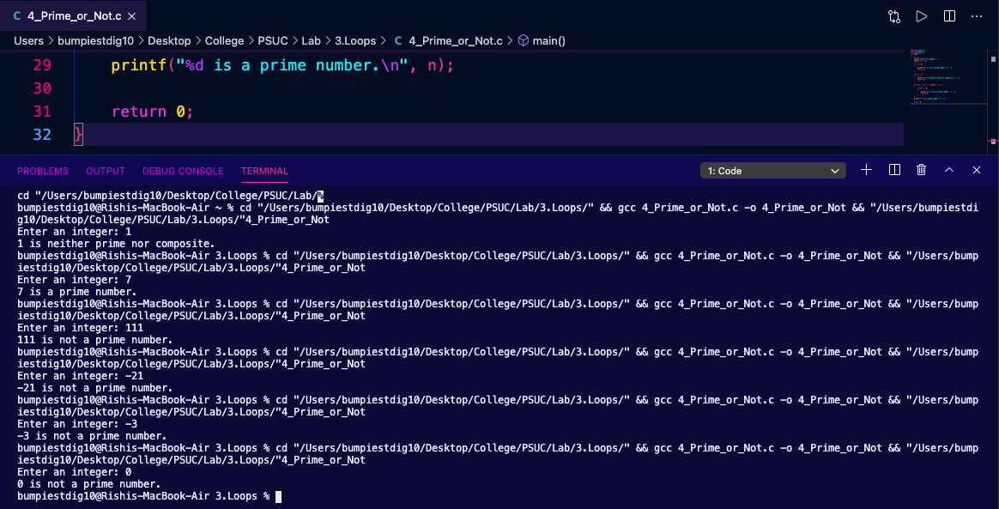 C 4_Prime_or_Not.c ×
Users > bumpiestdig10 > Desktop > College > PSUC > Lab > 3.Loops > C 4_Prime_or_Not.c > main()
29 printf("%d is a prime number.\n", n);
30
31 return 0;
32 }
PROBLEMS OUTPUT DEBUG CONSOLE TERMINAL 1: Code
cd "/Users/bumpiestdig10/Desktop/College/PSUC/Lab/%
bumpiestdig10@Rishis-MacBook-Air ~ % cd "/Users/bumpiestdig10/Desktop/College/PSUC/Lab/3.Loops/" && gcc 4_Prime_or_Not.c -o 4_Prime_or_Not && "/Users/bumpiestdi
g10/Desktop/College/PSUC/Lab/3.Loops/"4_Prime_or_Not
Enter an integer: 1
1 is neither prime nor composite.
bumpiestdig10@Rishis-MacBook-Air 3.Loops % cd "/Users/bumpiestdig10/Desktop/College/PSUC/Lab/3.Loops/" && gcc 4_Prime_or_Not.c -o 4_Prime_or_Not && "/Users/bump
iestdig10/Desktop/College/PSUC/Lab/3.Loops/"4_Prime_or_Not
Enter an integer: 7
7 is a prime number.
bumpiestdig10@Rishis-MacBook-Air 3.Loops % cd "/Users/bumpiestdig10/Desktop/College/PSUC/Lab/3.Loops/" && gcc 4_Prime_or_Not.c -o 4_Prime_or_Not && "/Users/bump
iestdig10/Desktop/College/PSUC/Lab/3.Loops/"4_Prime_or_Not
Enter an integer: 111
111 is not a prime number.
bumpiestdig10@Rishis-MacBook-Air 3.Loops % cd "/Users/bumpiestdig10/Desktop/College/PSUC/Lab/3.Loops/" && gcc 4_Prime_or_Not.c -o 4_Prime_or_Not && "/Users/bump
iestdig10/Desktop/College/PSUC/Lab/3.Loops/"4_Prime_or_Not
Enter an integer: -21
-21 is not a prime number.
bumpiestdig10@Rishis-MacBook-Air 3.Loops % cd "/Users/bumpiestdig10/Desktop/College/PSUC/Lab/3.Loops/" && gcc 4_Prime_or_Not.c -o 4_Prime_or_Not && "/Users/bump
iestdig10/Desktop/College/PSUC/Lab/3.Loops/"4_Prime_or_Not
Enter an integer: -3
-3 is not a prime number.
bumpiestdig10@Rishis-MacBook-Air 3.Loops % cd "/Users/bumpiestdig10/Desktop/College/PSUC/Lab/3.Loops/" && gcc 4_Prime_or_Not.c -o 4_Prime_or_Not && "/Users/bump
iestdig10/Desktop/College/PSUC/Lab/3.Loops/"4_Prime_or_Not
Enter an integer: 0
0 is not a prime number.
bumpiestdig10@Rishis-MacBook-Air 3.Loops %